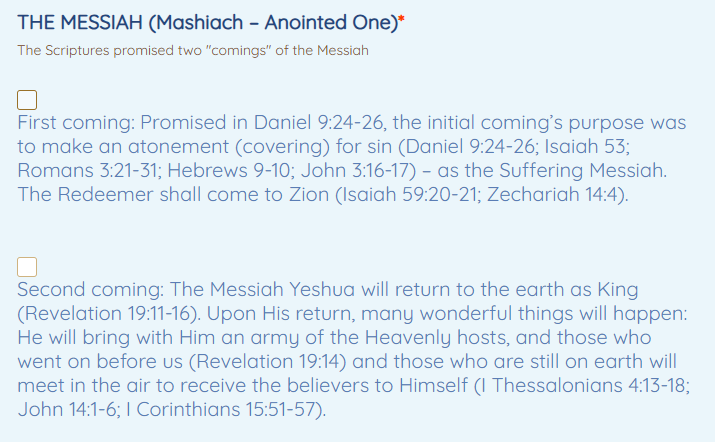 THE MESSIAH (Mashiach – Anointed One)*
The Scriptures promised two "comings" of the Messiah
First coming: Promised in Daniel 9:24-26, the initial coming’s purpose was
to make an atonement (covering) for sin (Daniel 9:24-26; Isaiah 53;
Romans 3:21-31; Hebrews 9-10; John 3:16-17) – as the Suffering Messiah.
The Redeemer shall come to Zion (Isaiah 59:20-21; Zechariah 14:4).
Second coming: The Messiah Yeshua will return to the earth as King
(Revelation 19:11-16). Upon His return, many wonderful things will happen:
He will bring with Him an army of the Heavenly hosts, and those who
went on before us (Revelation 19:14) and those who are still on earth will
meet in the air to receive the believers to Himself (I Thessalonians 4:13-18;
John 14:1-6; I Corinthians 15:51-57).